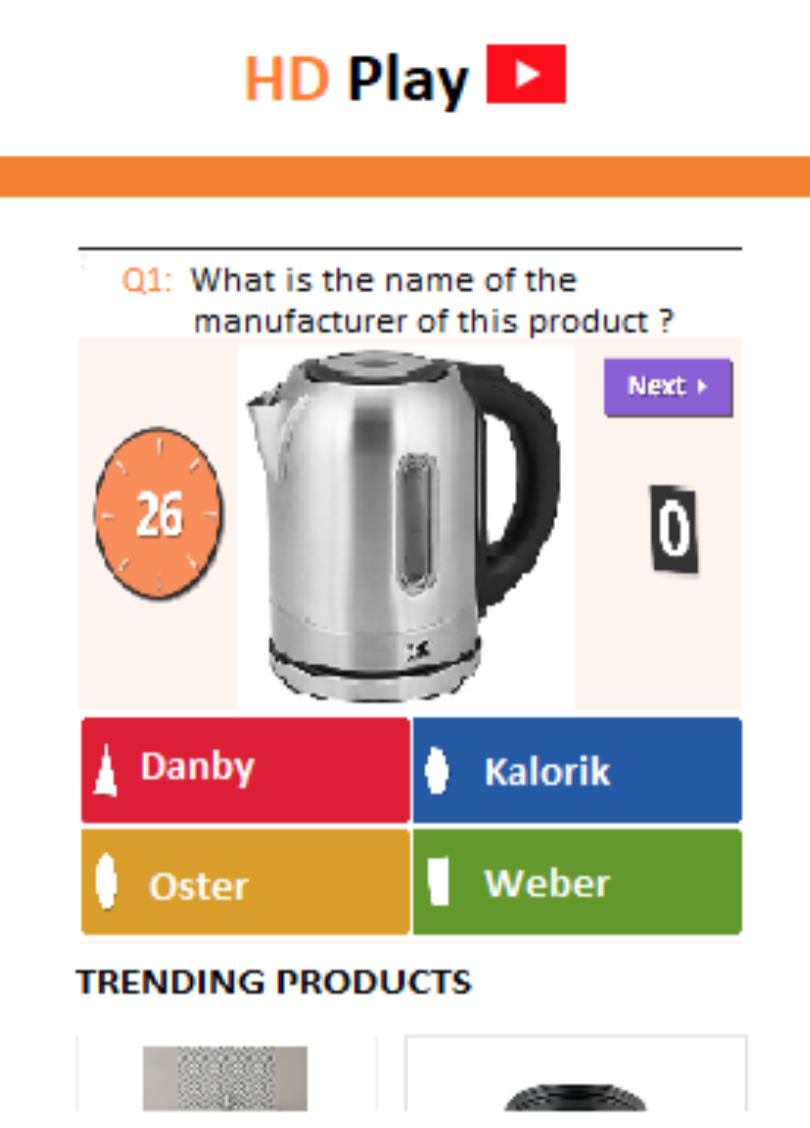 HD Play
Q1: What is the name of the
manufacturer of this product ?
Next
26
0
Danby
Kalorik
Oster
Weber
TRENDING PRODUCTS